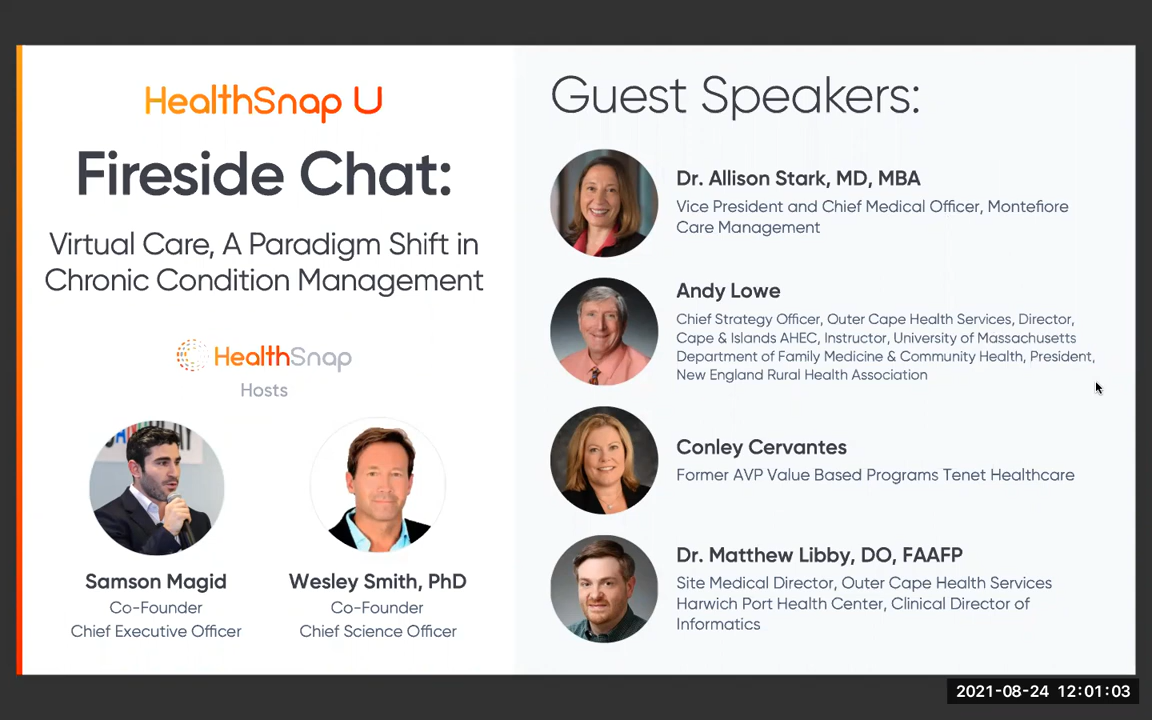 HealthSnap U
Fireside Chat:
Virtual Care, A Paradigm Shift in
Chronic Condition Management
HealthSnap
Hosts
Samson Magid
Co-Founder
Chief Executive Officer
Wesley Smith, PhD
Co-Founder
Chief Science Officer
Guest Speakers:
Dr. Allison Stark, MD, MBA
Vice President and Chief Medical Officer, Montefiore
Care Management
Andy Lowe
Chief Strategy Officer, Outer Cape Health Services, Director,
Cape & Islands AHEC, Instructor, University of Massachusetts
Department of Family Medicine & Community Health, President,
New England Rural Health Association
Conley Cervantes
Former AVP Value Based Programs Tenet Healthcare
Dr. Matthew Libby, DO, FAAFP
Site Medical Director, Outer Cape Health Services
Harwich Port Health Center, Clinical Director of
Informatics
2021-08-24 12:01:03